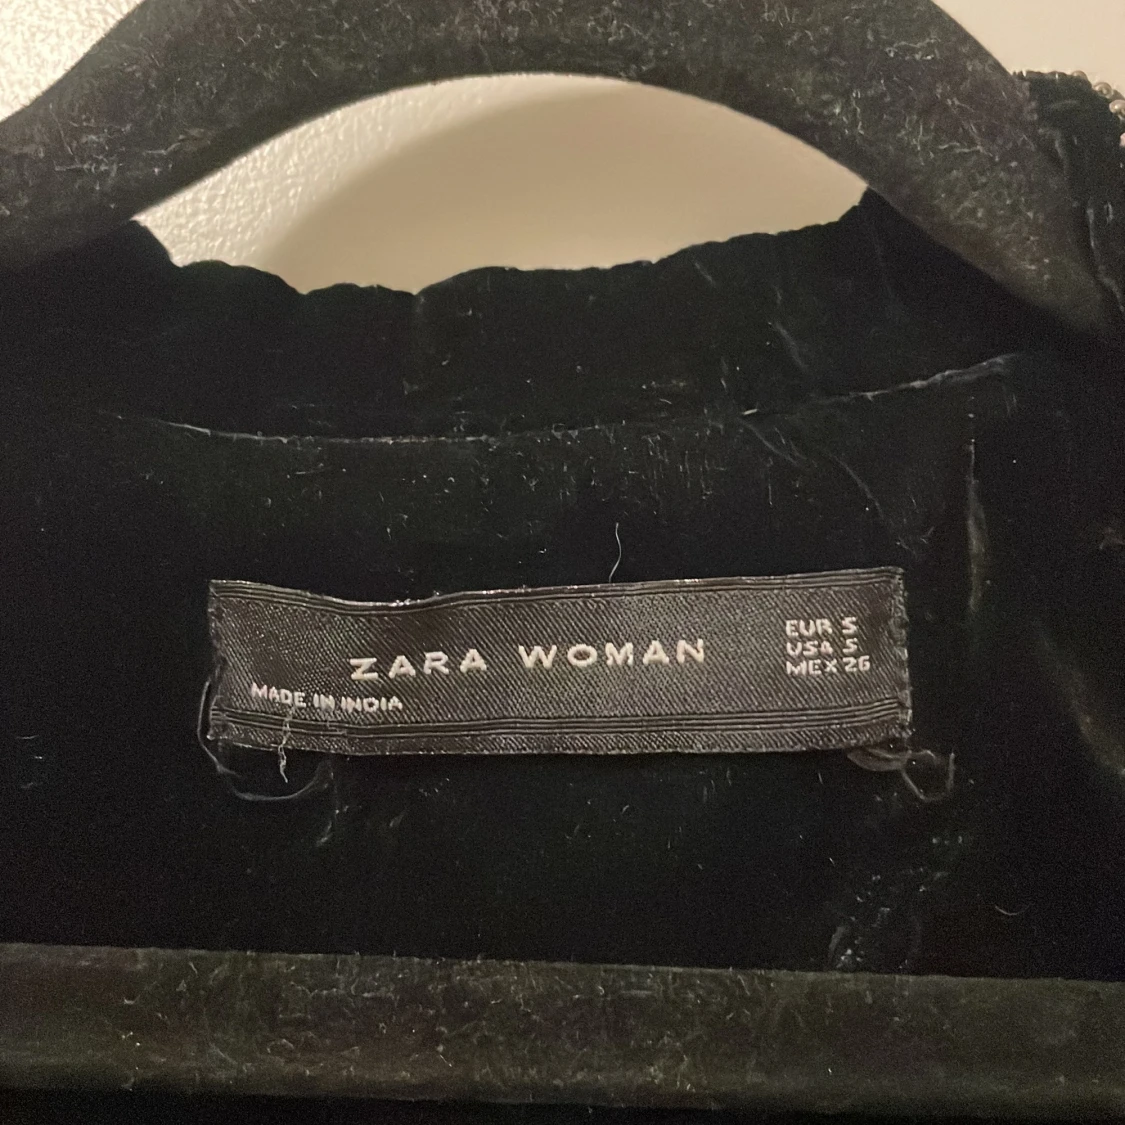 ZARA WOMAN
MADE IN INDIA
EUR S
USA S
MEX 26